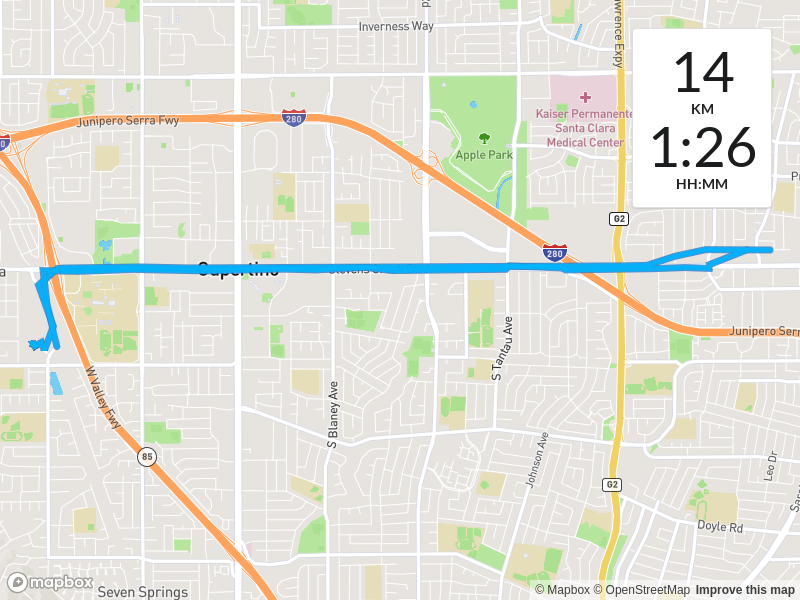 Inverness Way
Lawrence Expy
14
KM
1:26
HH:MM
Junipero Serra Fwy
280
Kaiser Permanente
Santa Clara
Medical Center
Apple Park
G2
280
Cupertino
Stevens
Junipero Serra
S Tantau Ave
W Valley Fwy
S Blaney Ave
85
Johnson Ave
Leo Dr
G2
Doyle Rd
mapbox
Seven Springs
© Mapbox © OpenStreetMap Improve this map